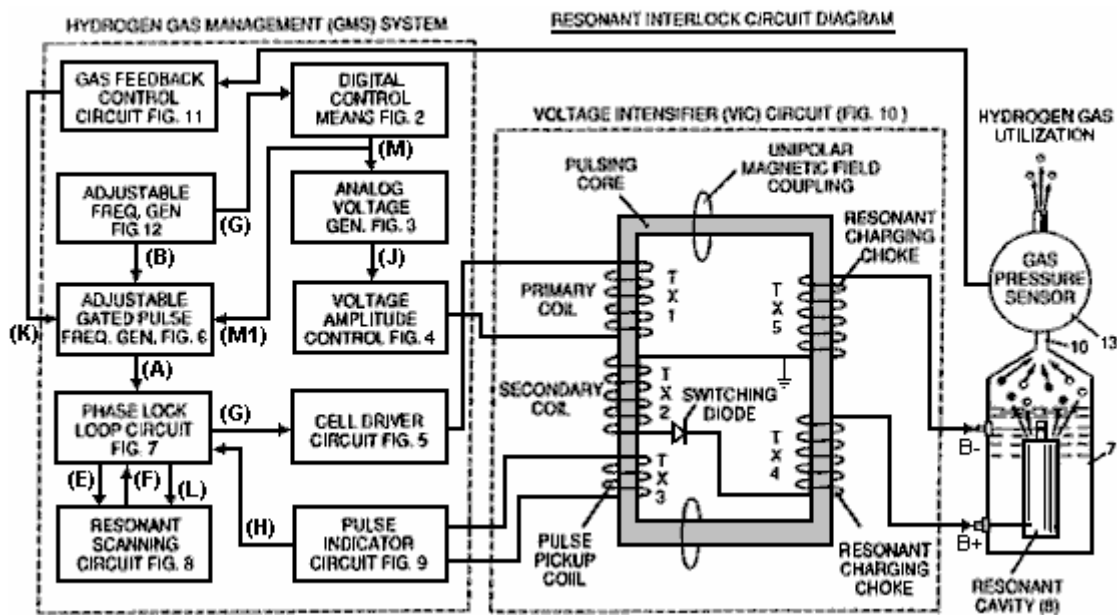 HYDROGEN GAS MANAGEMENT (GMS) SYSTEM
RESONANT INTERLOCK CIRCUIT DIAGRAM
GAS FEEDBACK
CONTROL
CIRCUIT FIG. 11
DIGITAL
CONTROL
MEANS FIG. 2
(M)
ADJUSTABLE
FREQ. GEN
FIG.12
(G)
ANALOG
VOLTAGE
GEN. FIG. 3
(B)
(J)
(K)
ADJUSTABLE
GATED PULSE
FREQ. GEN. FIG. 6
(M1)
VOLTAGE
AMPLITUDE
CONTROL FIG. 4
(A)
PHASE LOCK
LOOP CIRCUIT
FIG. 7
(G)
CELL DRIVER
CIRCUIT FIG. 5
(E)
(F)
(L)
(H)
RESONANT
SCANNING
CIRCUIT FIG. 8
PULSE
INDICATOR
CIRCUIT FIG. 9
VOLTAGE INTENSIFIER (VIC) CIRCUIT (FIG. 10 )
PULSING
CORE
UNIPOLAR
MAGNETIC FIELD
COUPLING
RESONANT
CHARGING
CHOKE
PRIMARY
COIL
TX1
TX5
SECONDARY
COIL
TX2
SWITCHING
DIODE
TX4
TX3
PULSE
PICKUP
COIL
RESONANT
CHARGING
CHOKE
HYDROGEN GAS
UTILIZATION
GAS
PRESSURE
SENSOR
13
10
B-
7
B+
RESONANT
CAVITY (8)